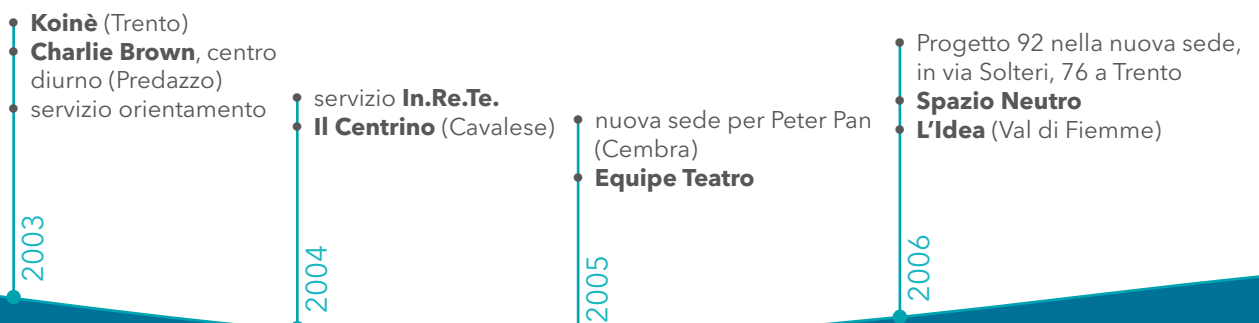 Koinè (Trento)
Charlie Brown, centro
diurno (Predazzo)
servizio orientamento
2003
servizio In.Re.Te.
Il Centrino (Cavalese)
2004
nuova sede per Peter Pan
(Cembra)
Equipe Teatro
2005
Progetto 92 nella nuova sede,
in via Solteri, 76 a Trento
Spazio Neutro
L'Idea (Val di Fiemme)
2006